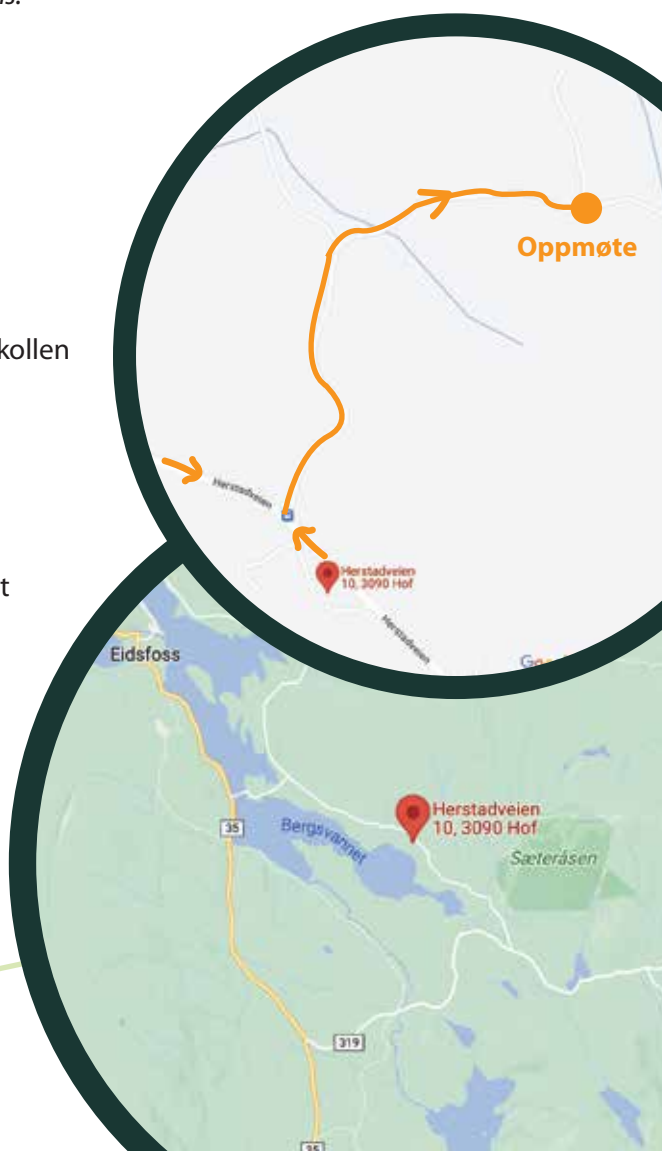 Oppmøte
kollen
Herstadveien
Herstadveien
10, 3090 Hof
Herstadveien
t
Eidsfoss
Herstadveien
10, 3090 Hof
35
Bergsvannet
Sæteråsen
319
35